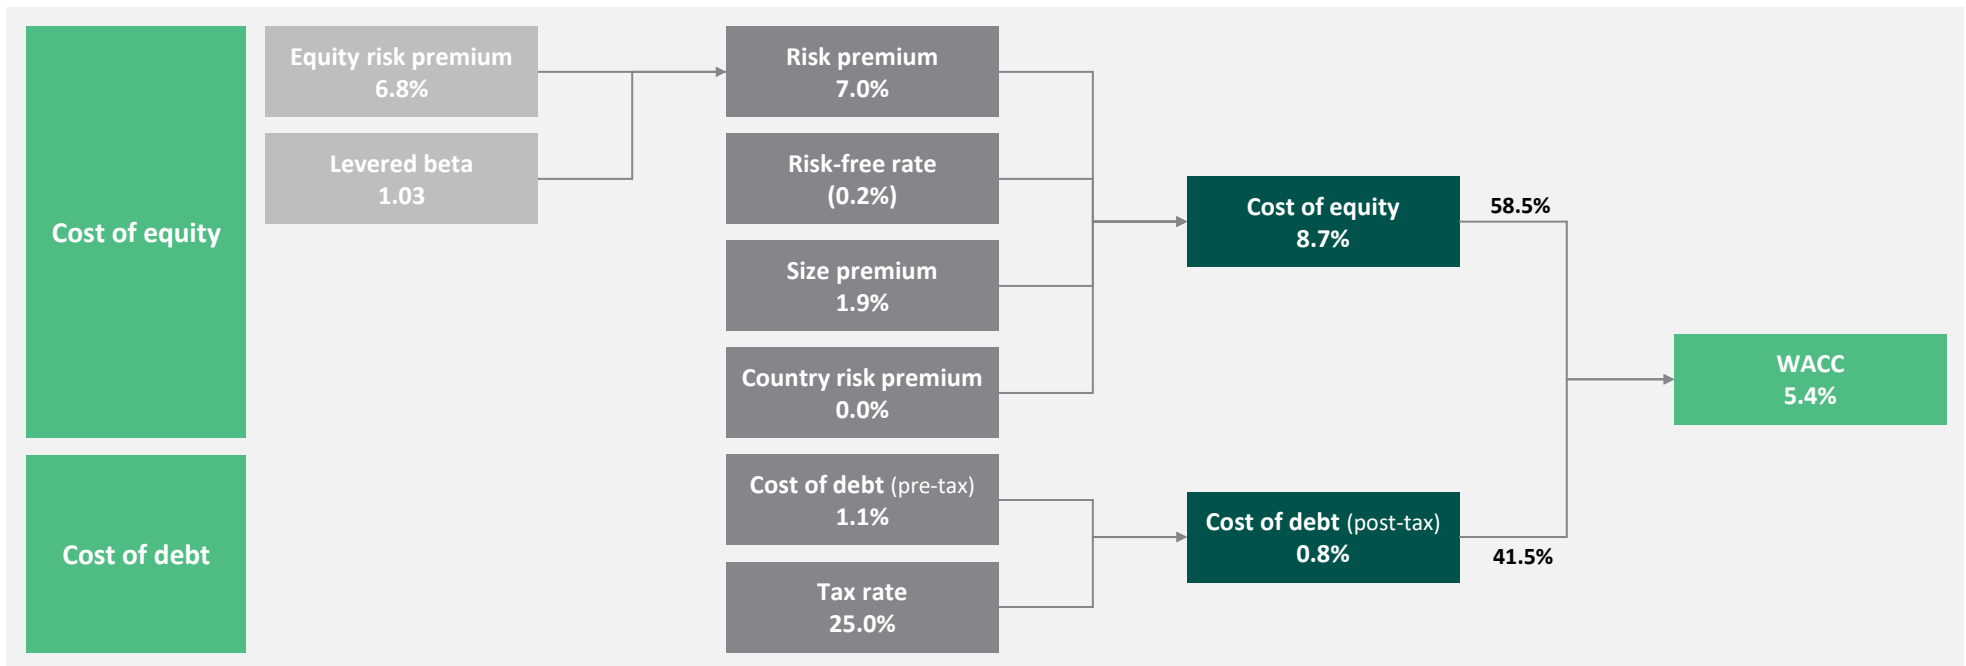 Cost of equity
Equity risk premium
6.8%
Levered beta
1.03
Risk premium
7.0%
Risk-free rate
(0.2%)
Size premium
1.9%
Country risk premium
0.0%
Cost of equity
8.7%
58.5%
WACC
5.4%
Cost of debt
Cost of debt (pre-tax)
1.1%
Tax rate
25.0%
Cost of debt (post-tax)
0.8%
41.5%